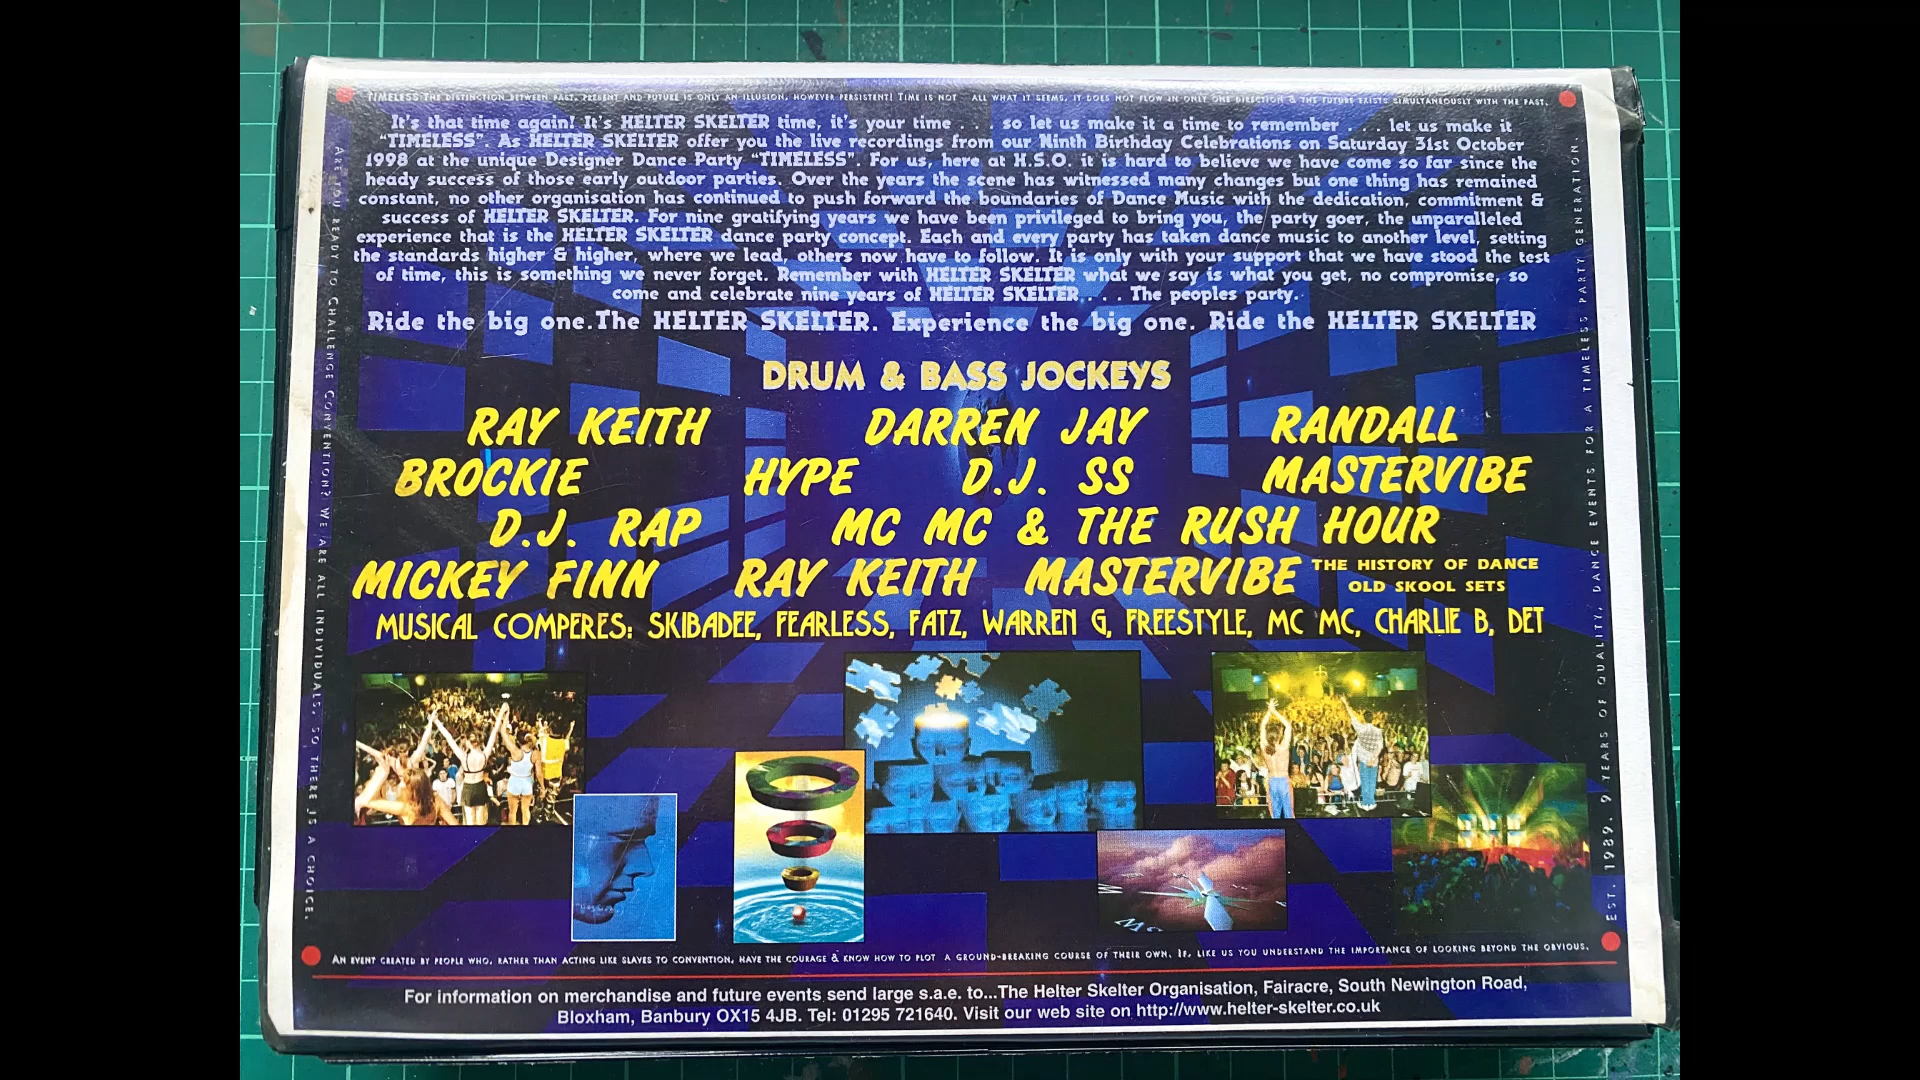 TIMELESS THE DISTINCTION BETWEEN PAST, PRESENT AND FUTURE IS ONLY AN ILLUSION, HOWEVER PERSISTENT! TIME IS NOT ALL WHAT IT SEEMS, IT DOES NOT FLOW IN ONLY ONE DIRECTION & THE FUTURE EXISTS SIMULTANEOUSLY WITH THE PAST.
It's that time again! It's HELTER SKELTER time, it's your time . . . so let us make it a time to remember . . . let us make it
"TIMELESS". As HELTER SKELTER offer you the live recordings from our Ninth Birthday Celebrations on Saturday 31st October
1998 at the unique Designer Dance Party "TIMELESS". For us, here at H.S.O. it is hard to believe we have come so far since the
heady success of those early outdoor parties. Over the years the scene has witnessed many changes but one thing has remained
constant, no other organisation has continued to push forward the boundaries of Dance Music with the dedication, commitment &
success of HELTER SKELTER. For nine gratifying years we have been privileged to bring you, the party goer, the unparalleled
experience that is the HELTER SKELTER dance party concept. Each and every party has taken dance music to another level, setting
the standards higher & higher, where we lead, others now have to follow. It is only with your support that we have stood the test
of time, this is something we never forget. Remember with HELTER SKELTER what we say is what you get, no compromise, so
come and celebrate nine years of HELTER SKELTER . . . The peoples party.
Ride the big one.The HELTER SKELTER. Experience the big one. Ride the HELTER SKELTER
DRUM & BASS JOCKEYS
RAY KEITH DARREN JAY RANDALL
BROCKIE HYPE D.J. SS MASTERVIBE
D.J. RAP MC MC & THE RUSH HOUR
MICKEY FINN RAY KEITH MASTERVIBE THE HISTORY OF DANCE
OLD SKOOL SETS
MUSICAL COMPERES: SKIBADEE, FEARLESS, FATZ, WARREN G, FREESTYLE, MC MC, CHARLIE B, DET
ARE YOU READY TO CHALLENGE CONVENTION? WE ARE ALL INDIVIDUALS, SO THERE IS A CHOICE.
EST. 1989. 9 YEARS OF QUALITY, DANCE EVENTS FOR A TIMELESS PARTY GENERATION.
AN EVENT CREATED BY PEOPLE WHO, RATHER THAN ACTING LIKE SLAVES TO CONVENTION, HAVE THE COURAGE & KNOW HOW TO PLOT A GROUND-BREAKING COURSE OF THEIR OWN. IF, LIKE US YOU UNDERSTAND THE IMPORTANCE OF LOOKING BEYOND THE OBVIOUS.
For information on merchandise and future events send large s.a.e. to...The Helter Skelter Organisation, Fairacre, South Newington Road,
Bloxham, Banbury OX15 4JB. Tel: 01295 721640. Visit our web site on http://www.helter-skelter.co.uk